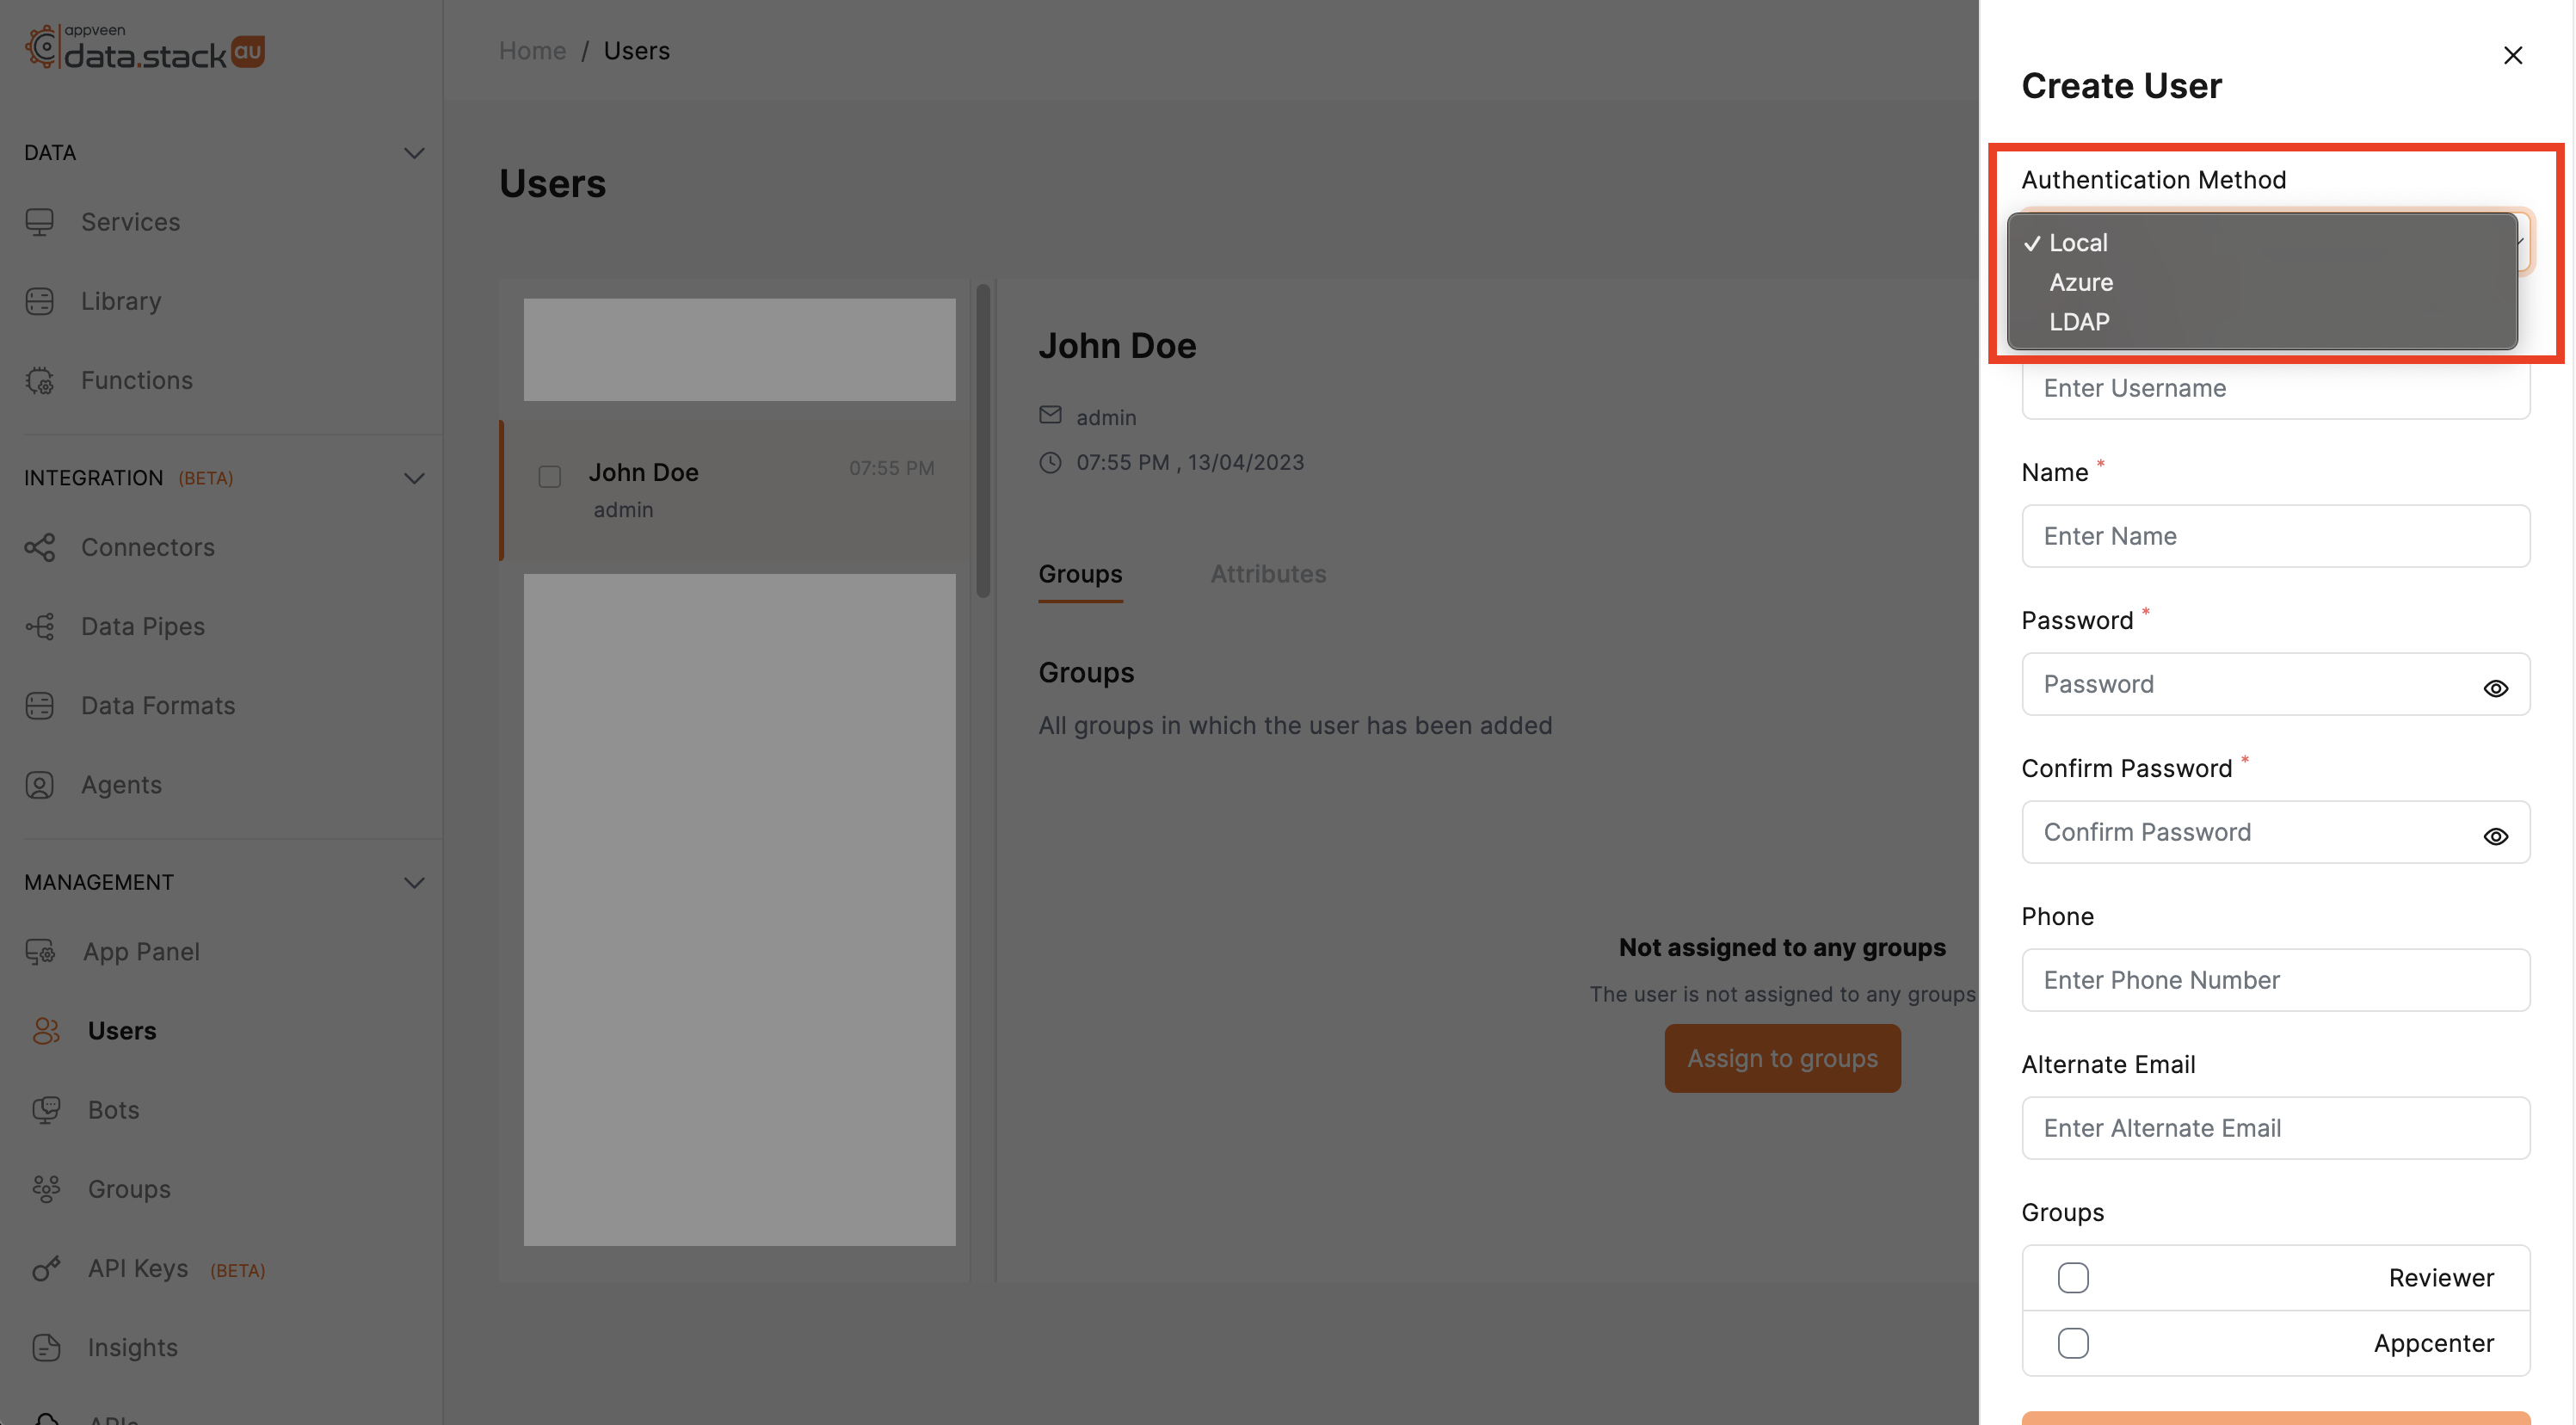 appveen
data.stack au
DATA
Services
Library
Functions
INTEGRATION (BETA)
Connectors
Data Pipes
Data Formats
Agents
MANAGEMENT
App Panel
Users
Bots
Groups
API Keys (BETA)
Insights
APIs
Home / Users
Users
John Doe 07:55 PM
admin
John Doe
admin
07:55 PM , 13/04/2023
Groups Attributes
Groups
All groups in which the user has been added
Not assigned to any groups
The user is not assigned to any groups
Assign to groups
Create User
Authentication Method
✓ Local
Azure
LDAP
Enter Username
Name *
Enter Name
Password *
Password
Confirm Password *
Confirm Password
Phone
Enter Phone Number
Alternate Email
Enter Alternate Email
Groups
Reviewer
Appcenter